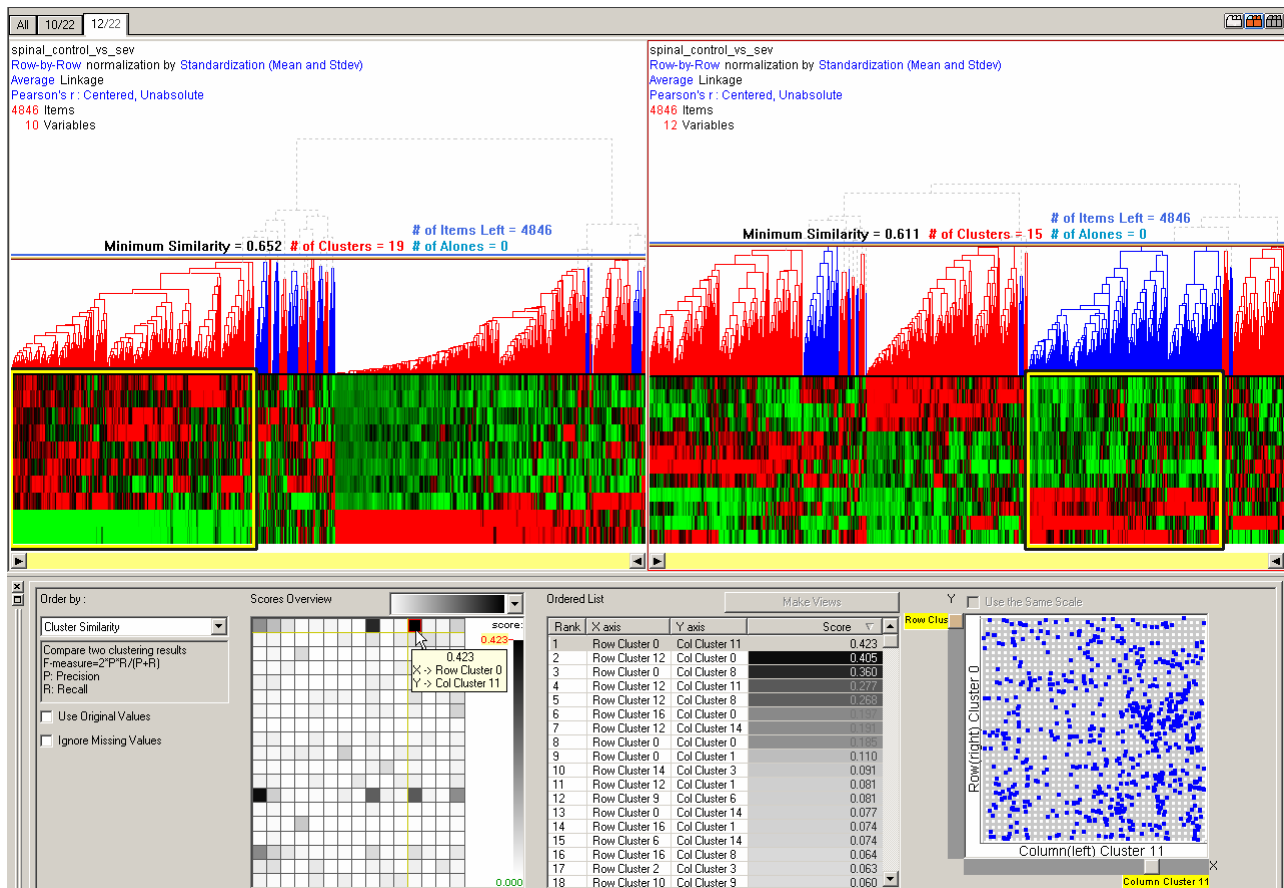 All 10/22 12/22
spinal_control_vs_sev
Row-by-Row normalization by Standardization (Mean and Stdev)
Average Linkage
Pearson's r : Centered, Unabsolute
4846 Items
10 Variables
# of Items Left = 4846
Minimum Similarity = 0.652 # of Clusters = 19 # of Alones = 0
spinal_control_vs_sev
Row-by-Row normalization by Standardization (Mean and Stdev)
Average Linkage
Pearson's r : Centered, Unabsolute
4846 Items
12 Variables
# of Items Left = 4846
Minimum Similarity = 0.611 # of Clusters = 15 # of Alones = 0
Order by :
Cluster Similarity
Compare two clustering results
F-measure=2*P*R/(P+R)
P: Precision
R: Recall
Use Original Values
Ignore Missing Values
Scores Overview
score:
0.423
0.423
X -> Row Cluster 0
Y -> Col Cluster 11
0.000
Ordered List
Make Views
Rank X axis Y axis Score
1 Row Cluster 0 Col Cluster 11 0.423
2 Row Cluster 12 Col Cluster 0 0.405
3 Row Cluster 0 Col Cluster 8 0.360
4 Row Cluster 12 Col Cluster 11 0.277
5 Row Cluster 12 Col Cluster 8 0.268
6 Row Cluster 16 Col Cluster 0 0.197
7 Row Cluster 12 Col Cluster 14 0.191
8 Row Cluster 0 Col Cluster 0 0.185
9 Row Cluster 0 Col Cluster 1 0.110
10 Row Cluster 14 Col Cluster 3 0.091
11 Row Cluster 12 Col Cluster 1 0.081
12 Row Cluster 9 Col Cluster 6 0.081
13 Row Cluster 0 Col Cluster 14 0.077
14 Row Cluster 16 Col Cluster 1 0.074
15 Row Cluster 6 Col Cluster 14 0.074
16 Row Cluster 16 Col Cluster 8 0.064
17 Row Cluster 2 Col Cluster 3 0.063
18 Row Cluster 10 Col Cluster 9 0.060
Y
Use the Same Scale
Row Clus
Row(right) Cluster 0
Column(left) Cluster 11
X
Column Cluster 11